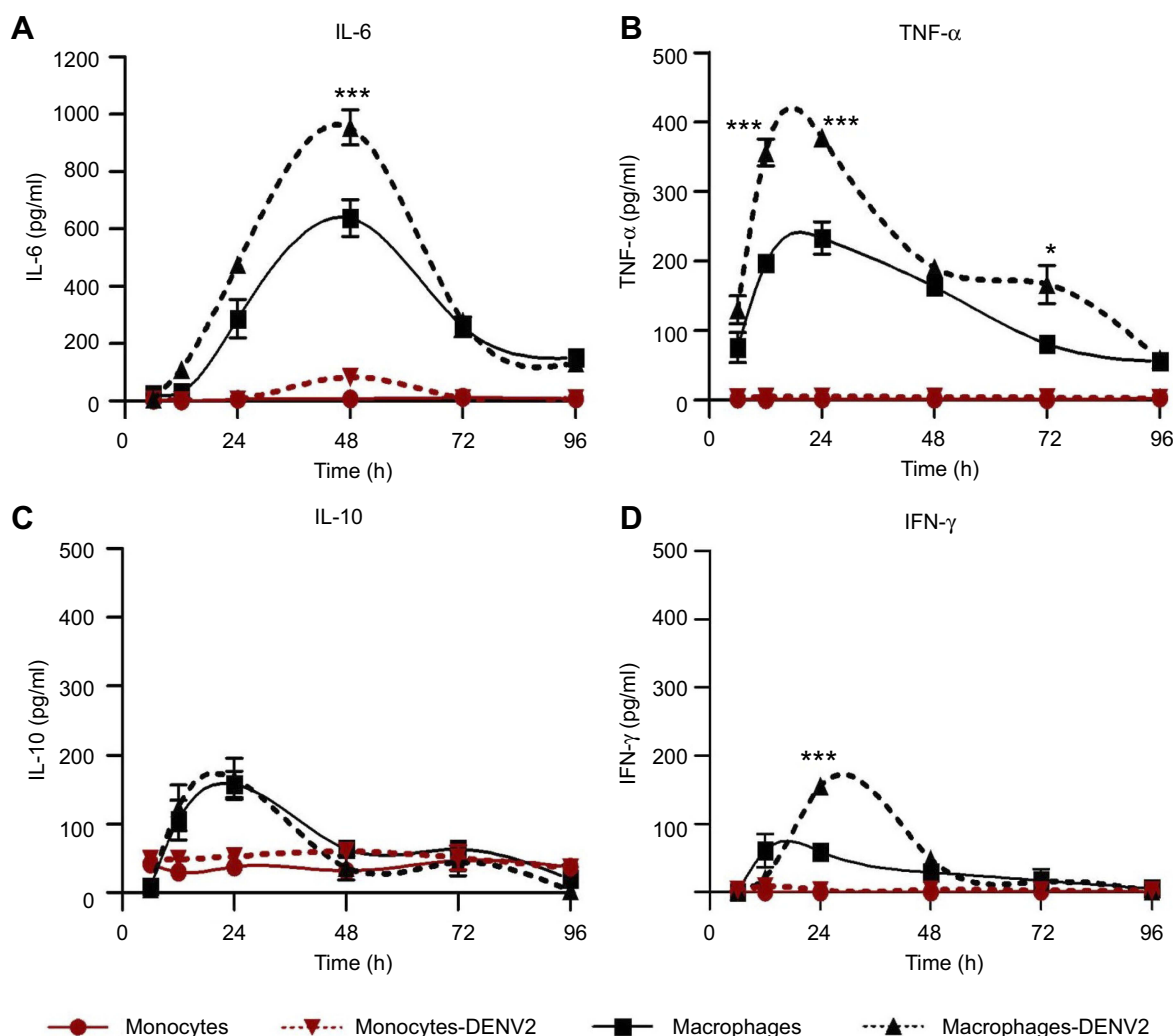 A
IL-6
1200
1000
800
600
400
200
0
IL-6 (pg/ml)
***
0 24 48 72 96
Time (h)
B
TNF-α
500
400
300
200
100
0
TNF-α (pg/ml)
*** ***
*
0 24 48 72 96
Time (h)
C
IL-10
500
400
300
200
100
0
IL-10 (pg/ml)
0 24 48 72 96
Time (h)
D
IFN-γ
500
400
300
200
100
0
IFN-γ (pg/ml)
***
0 24 48 72 96
Time (h)
Monocytes Monocytes-DENV2 Macrophages Macrophages-DENV2